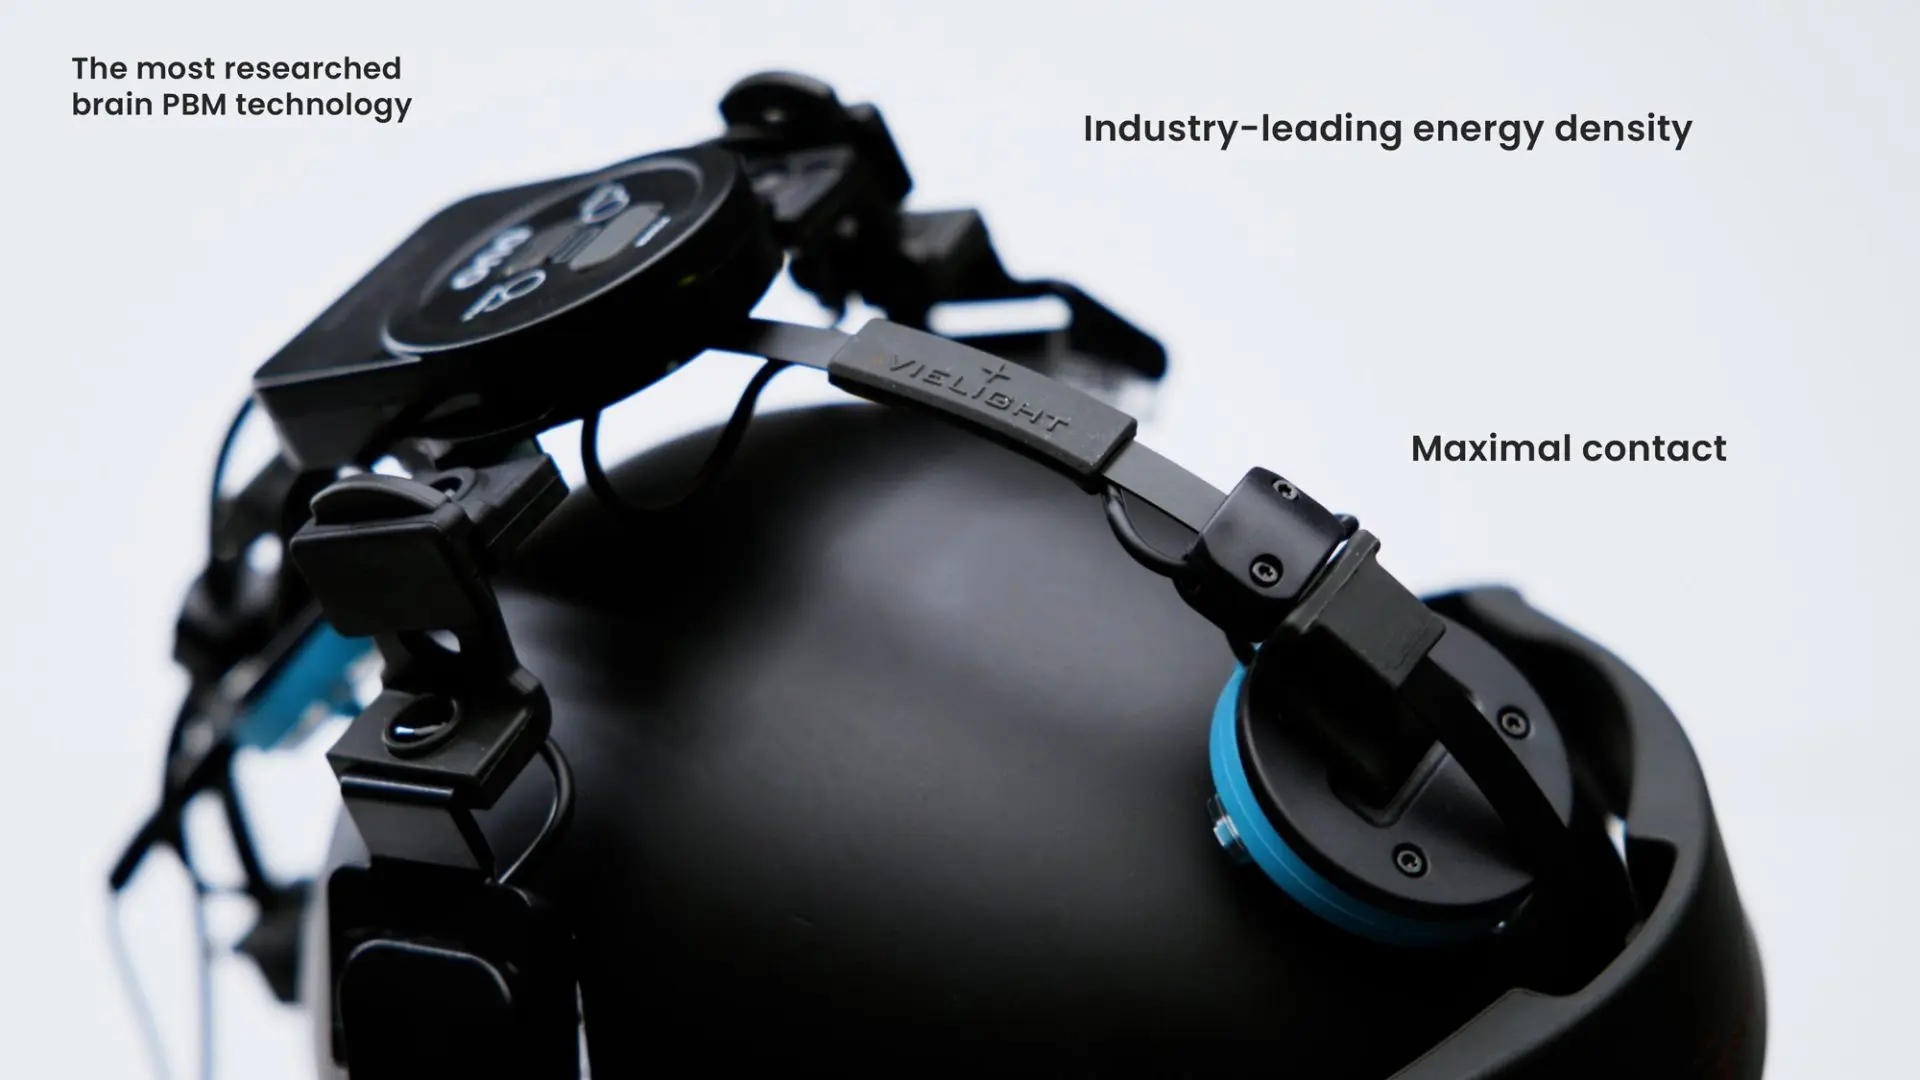 The most researched
brain PBM technology
Industry-leading energy density
VIELIGHT
Maximal contact